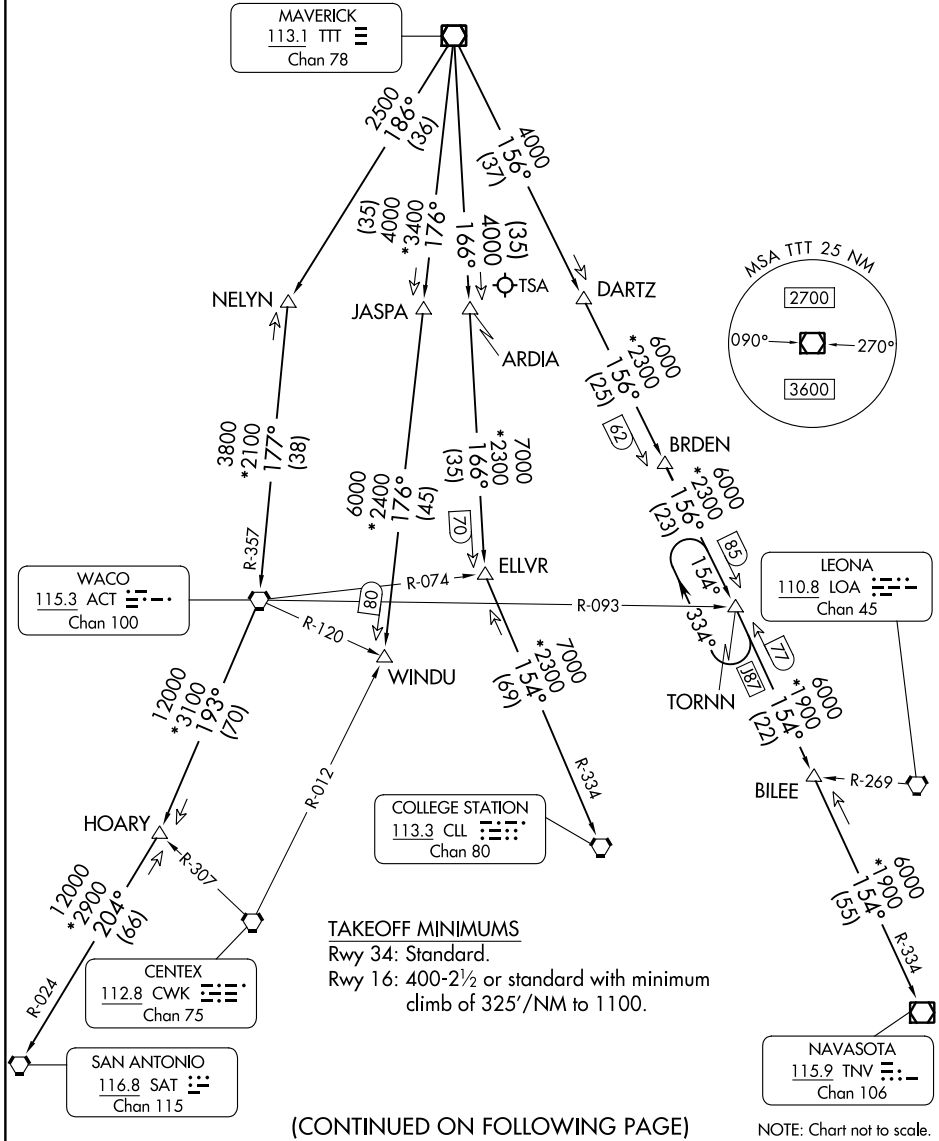 MAVERICK
113.1 TTT
Chan 78
2500
186°
(36)
(35)
4000
*3400
176°
(35)
4000
166°
4000
156°
(37)
TSA
NELYN
JASPA
ARDIA
DARTZ
MSA TTT 25 NM
2700
090°
270°
3600
6000
*2300
156°
(25)
62
BRDEN
3800
*2100
177°
(38)
R-357
6000
*2400
176°
(45)
80
7000
*2300
166°
(35)
70
ELLVR
6000
*2300
156°
(23)
85
154°
334°
WACO
115.3 ACT
Chan 100
R-074
R-093
R-120
WINDU
LEONA
110.8 LOA
Chan 45
TORNN
J87
77
6000
*1900
154°
(22)
12000
*3100
193°
(70)
7000
*2300
154°
(69)
R-334
R-012
BILEE
R-269
HOARY
R-307
COLLEGE STATION
113.3 CLL
Chan 80
12000
*2900
204°
(66)
R-024
6000
*1900
154°
(55)
R-334
CENTEX
112.8 CWK
Chan 75
TAKEOFF MINIMUMS
Rwy 34: Standard.
Rwy 16: 400-2½ or standard with minimum
climb of 325'/NM to 1100.
SAN ANTONIO
116.8 SAT
Chan 115
NAVASOTA
115.9 TNV
Chan 106
(CONTINUED ON FOLLOWING PAGE)
NOTE: Chart not to scale.